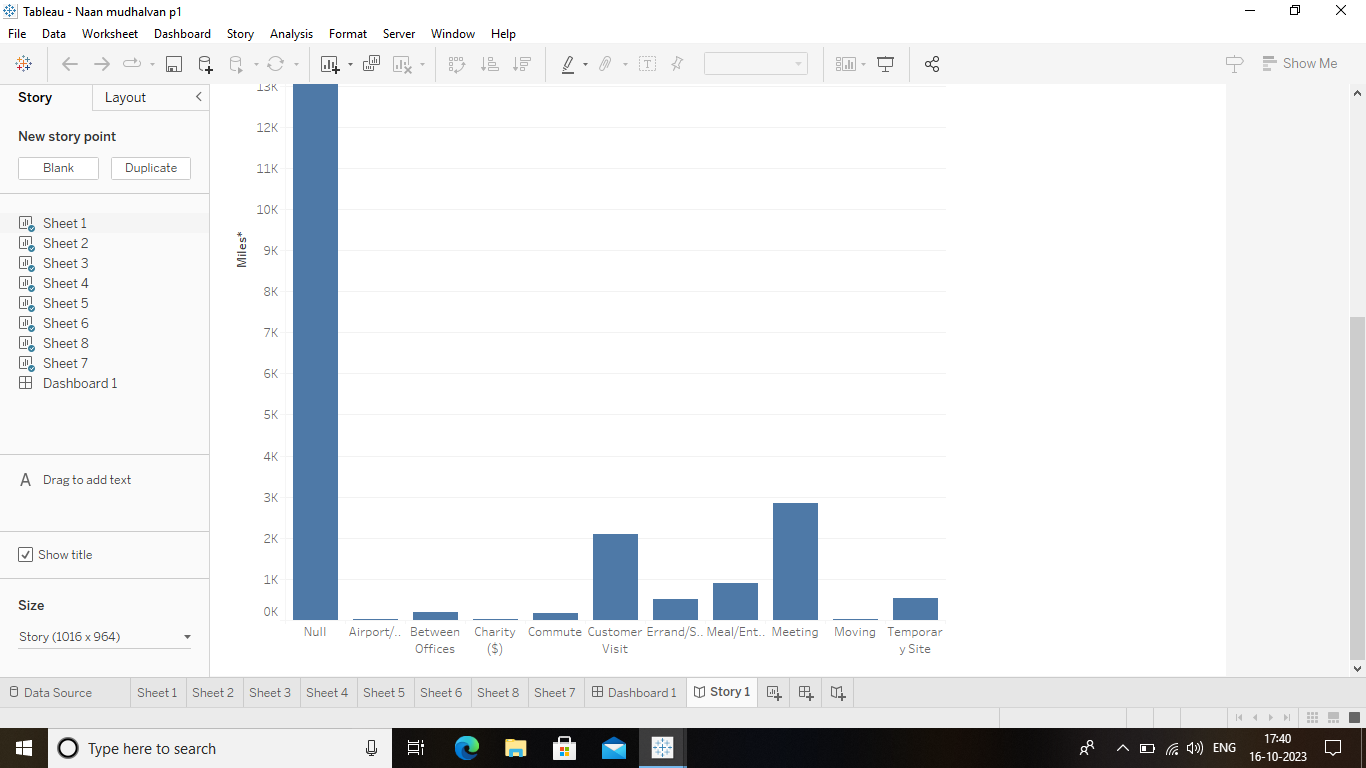 Tableau - Naan mudhalvan p1
File Data Worksheet Dashboard Story Analysis Format Server Window Help
Show Me
Story Layout
New story point
Blank Duplicate
Sheet 1
Sheet 2
Sheet 3
Sheet 4
Sheet 5
Sheet 6
Sheet 8
Sheet 7
Dashboard 1
A Drag to add text
Show title
Size
Story (1016 x 964)
13K
12K
11K
10K
9K
8K
7K
6K
5K
4K
3K
2K
1K
0K
Miles*
Null Airport/.. Between Charity Commute Customer Errand/S.. Meal/Ent.. Meeting Moving Temporar
Offices ($) Visit y Site
Data Source Sheet 1 Sheet 2 Sheet 3 Sheet 4 Sheet 5 Sheet 6 Sheet 8 Sheet 7 Dashboard 1 Story 1
Type here to search
ENG
17:40
16-10-2023